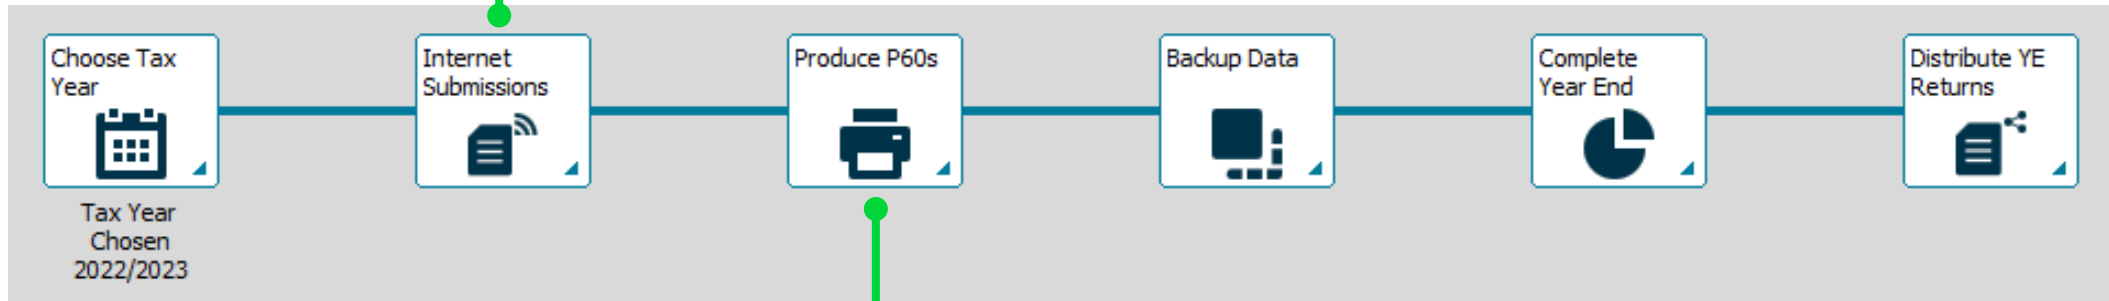 Choose Tax
Year
Internet
Submissions
Produce P60s
Backup Data
Complete
Year End
Distribute YE
Returns
Tax Year
Chosen
2022/2023